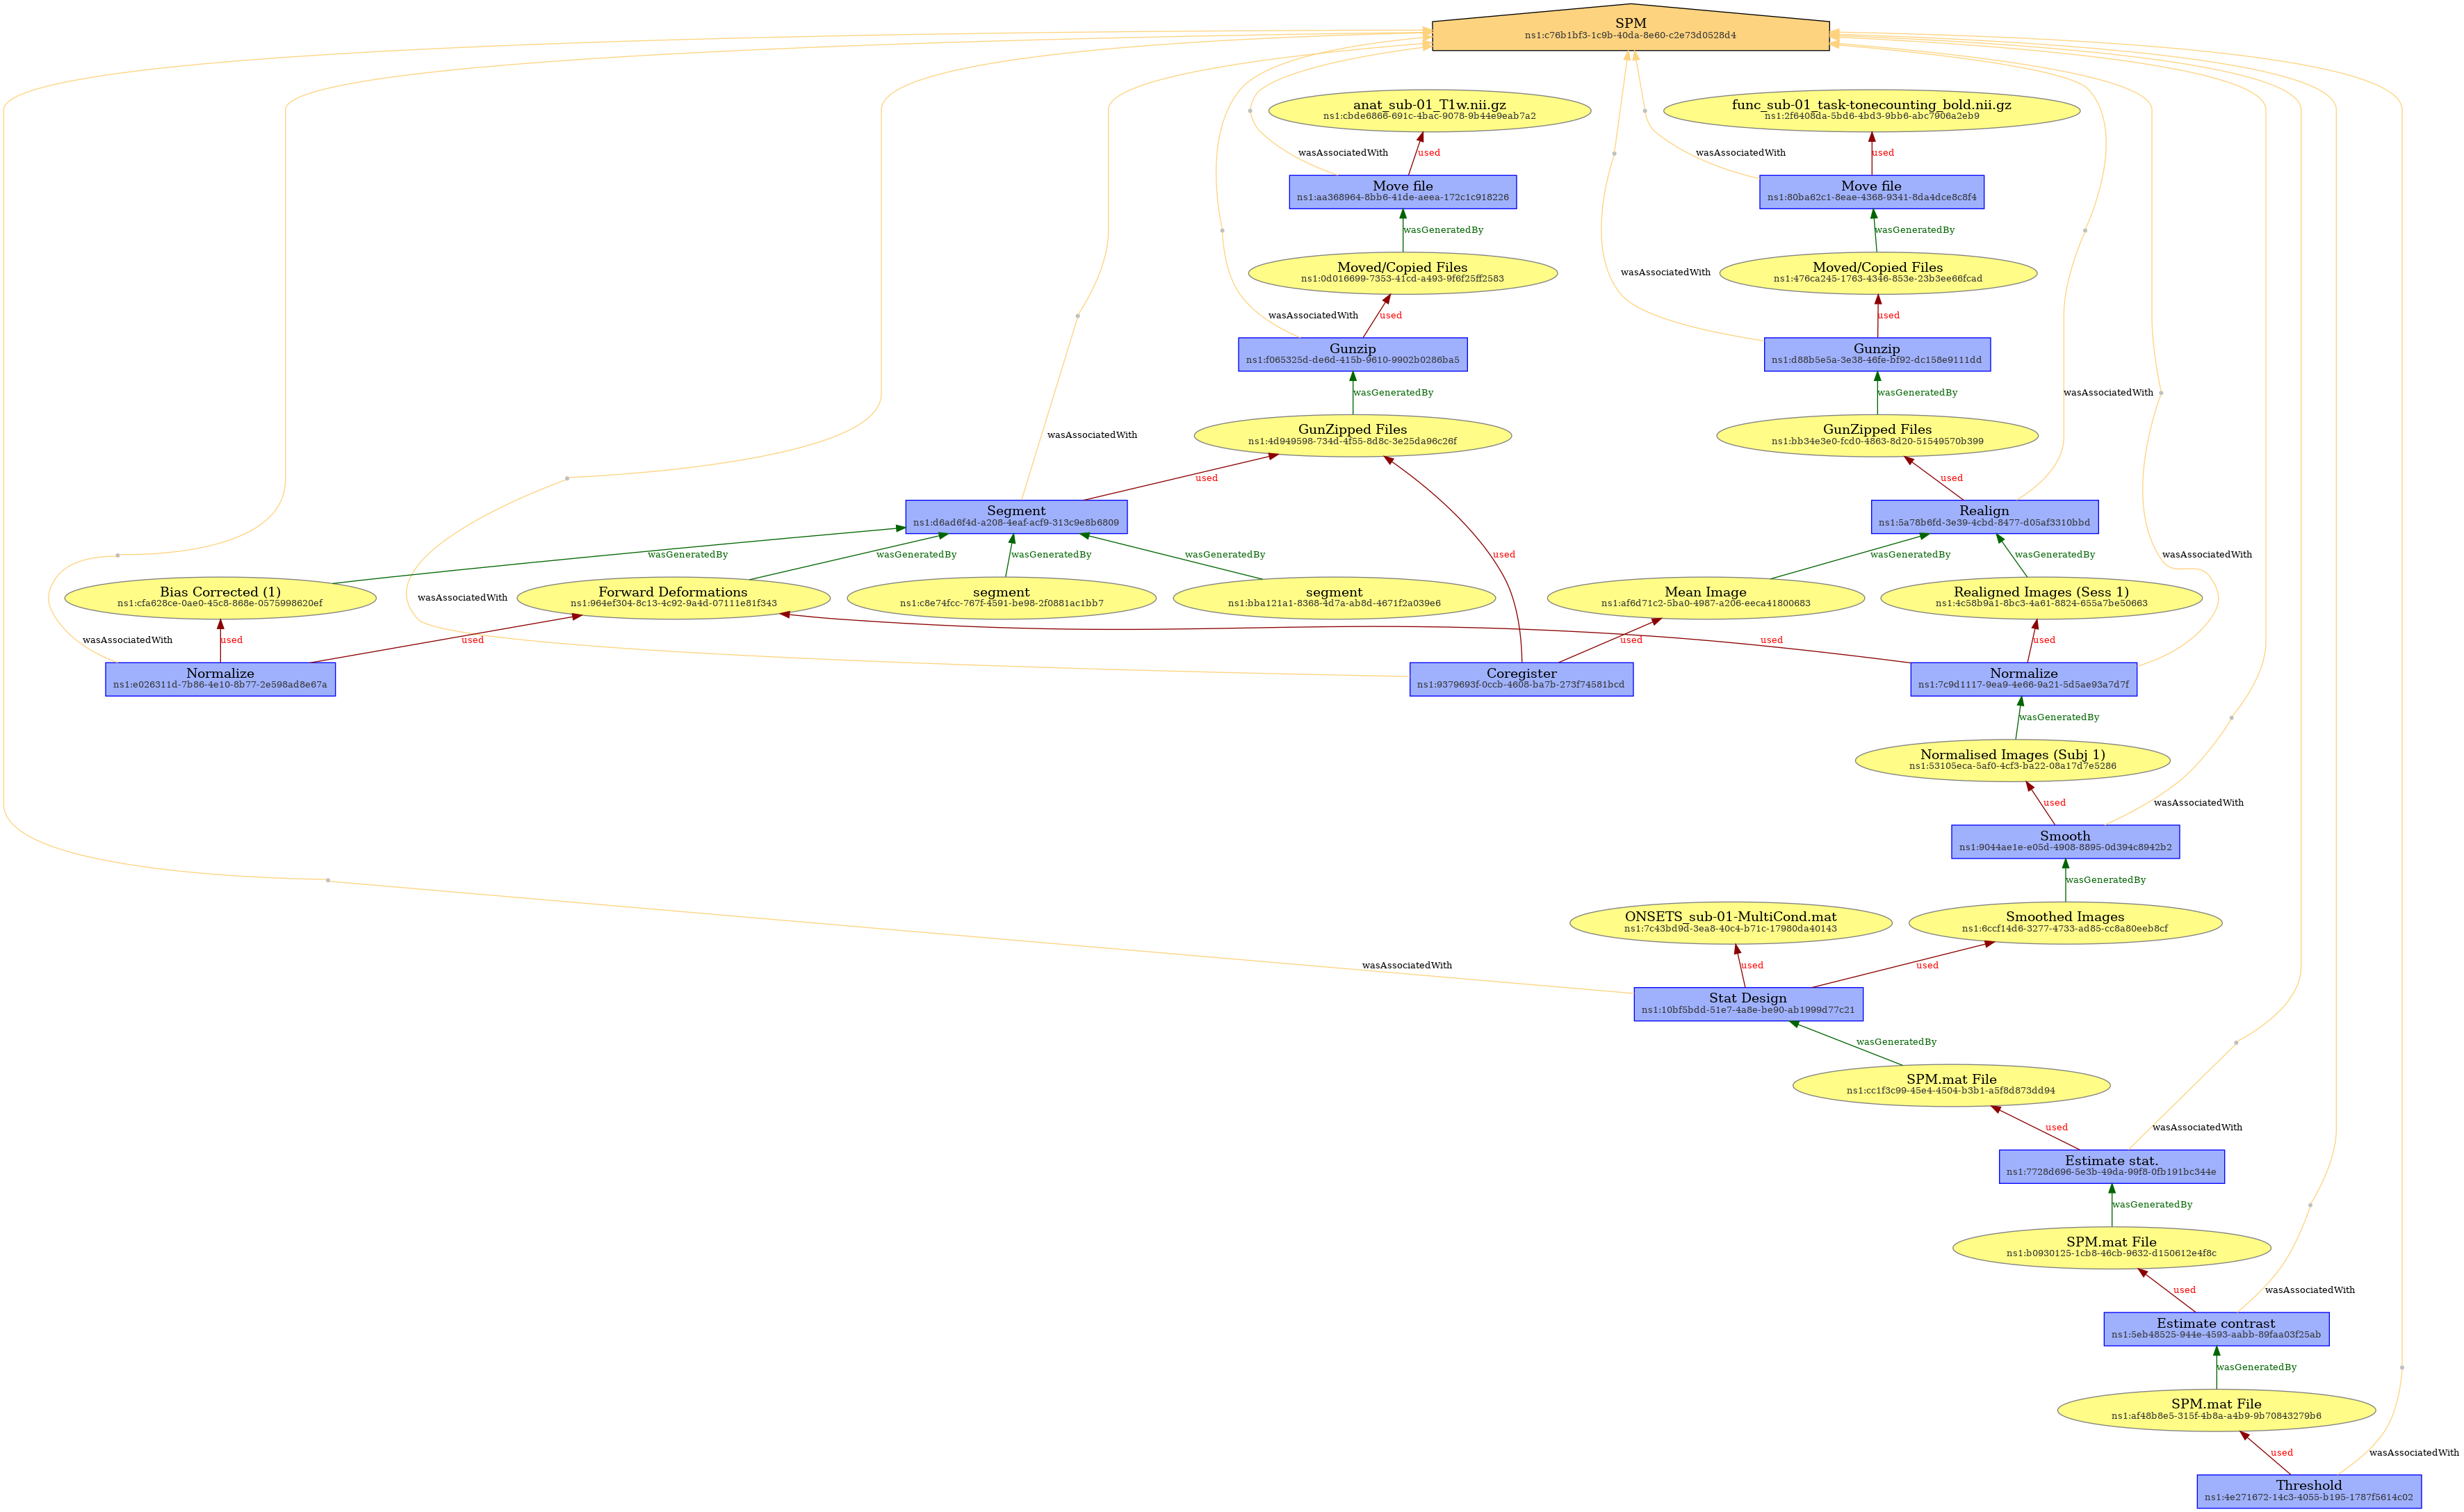 SPM
ns1:c76b1bf3-1c9b-40da-8e60-c2e73d0528d4
anat_sub-01_T1w.nii.gz
ns1:cbde6866-691c-4bac-9078-9b44e9eab7a2
func_sub-01_task-tonecounting_bold.nii.gz
ns1:2f6408da-5bd6-4bd3-9bb6-abc7906a2eb9
wasAssociatedWith
used
wasAssociatedWith
used
Move file
ns1:aa368964-8bb6-41de-aeea-172c1c918226
Move file
ns1:80ba62c1-8eae-4368-9341-8da4dce8c8f4
wasGeneratedBy
wasGeneratedBy
Moved/Copied Files
ns1:0d016699-7353-41cd-a493-9f6f25ff2583
wasAssociatedWith
Moved/Copied Files
ns1:476ca245-1763-4346-853e-23b3ee66fcad
wasAssociatedWith
used
used
Gunzip
ns1:f065325d-de6d-415b-9610-9902b0286ba5
Gunzip
ns1:d88b5e5a-3e38-46fe-bf92-dc158e9111dd
wasGeneratedBy
wasGeneratedBy
wasAssociatedWith
wasAssociatedWith
GunZipped Files
ns1:4d949598-734d-4f55-8d8c-3e25da96c26f
GunZipped Files
ns1:bb34e3e0-fcd0-4863-8d20-51549570b399
used
used
Segment
ns1:d6ad6f4d-a208-4eaf-acf9-313c9e8b6809
Realign
ns1:5a78b6fd-3e39-4cbd-8477-d05af3310bbd
wasGeneratedBy
wasGeneratedBy
wasGeneratedBy
wasGeneratedBy
used
wasGeneratedBy
wasGeneratedBy
wasAssociatedWith
Bias Corrected (1)
ns1:cfa628ce-0ae0-45c8-868e-0575998620ef
wasAssociatedWith
Forward Deformations
ns1:964ef304-8c13-4c92-9a4d-07111e81f343
segment
ns1:c8e74fcc-767f-4591-be98-2f0881ac1bb7
segment
ns1:bba121a1-8368-4d7a-ab8d-4671f2a039e6
Mean Image
ns1:af6d71c2-5ba0-4987-a206-eeca41800683
Realigned Images (Sess 1)
ns1:4c58b9a1-8bc3-4a61-8824-655a7be50663
wasAssociatedWith
used
used
used
used
used
Normalize
ns1:e026311d-7b86-4e10-8b77-2e598ad8e67a
Coregister
ns1:9379693f-0ccb-4608-ba7b-273f74581bcd
Normalize
ns1:7c9d1117-9ea9-4e66-9a21-5d5ae93a7d7f
wasGeneratedBy
Normalised Images (Subj 1)
ns1:53105eca-5af0-4cf3-ba22-08a17d7e5286
used
wasAssociatedWith
Smooth
ns1:9044ae1e-e05d-4908-8895-0d394c8942b2
wasGeneratedBy
ONSETS_sub-01-MultiCond.mat
ns1:7c43bd9d-3ea8-40c4-b71c-17980da40143
Smoothed Images
ns1:6ccf14d6-3277-4733-ad85-cc8a80eeb8cf
wasAssociatedWith
used
used
Stat Design
ns1:10bf5bdd-51e7-4a8e-be90-ab1999d77c21
wasGeneratedBy
SPM.mat File
ns1:cc1f3c99-45e4-4504-b3b1-a5f8d873dd94
used
wasAssociatedWith
Estimate stat.
ns1:7728d696-5e3b-49da-99f8-0fb191bc344e
wasGeneratedBy
SPM.mat File
ns1:b0930125-1cb8-46cb-9632-d150612e4f8c
used
wasAssociatedWith
Estimate contrast
ns1:5eb48525-944e-4593-aabb-89faa03f25ab
wasGeneratedBy
SPM.mat File
ns1:af48b8e5-315f-4b8a-a4b9-9b70843279b6
used
wasAssociatedWith
Threshold
ns1:4e271672-14c3-4055-b195-1787f5614c02